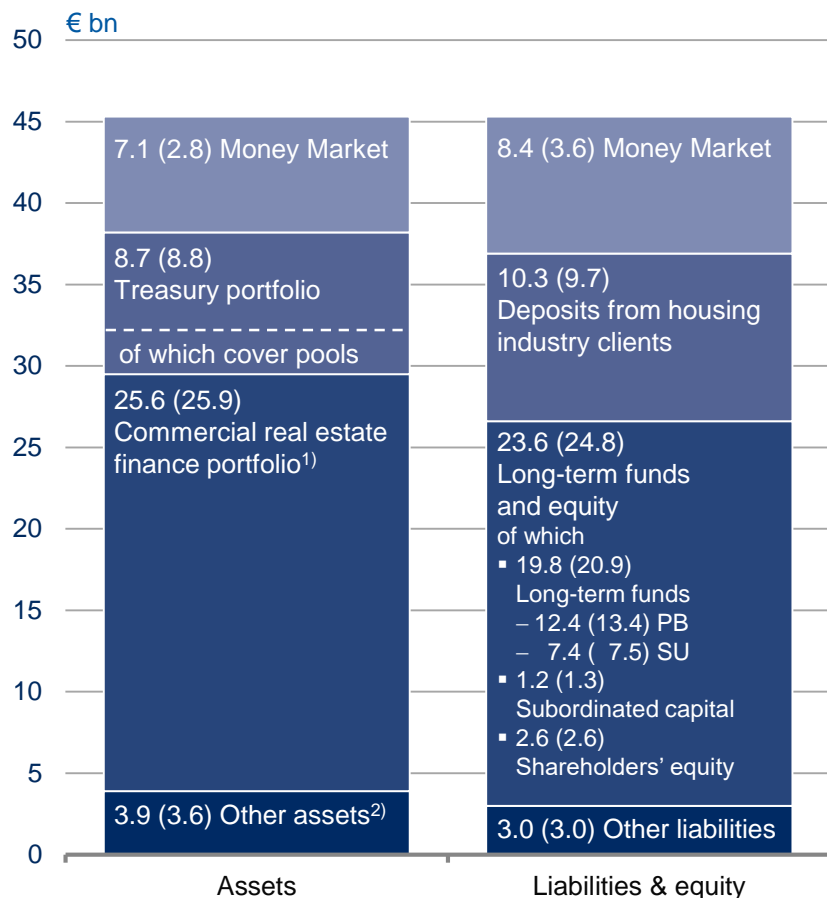 € bn
50
45
40
35
30
25
20
15
10
5
0
7.1 (2.8) Money Market
8.7 (8.8)
Treasury portfolio
of which cover pools
25.6 (25.9)
Commercial real estate
finance portfolio1)
3.9 (3.6) Other assets2)
8.4 (3.6) Money Market
10.3 (9.7)
Deposits from housing
industry clients
23.6 (24.8)
Long-term funds
and equity
of which
▪ 19.8 (20.9)
Long-term funds
– 12.4 (13.4) PB
– 7.4 ( 7.5) SU
▪ 1.2 (1.3)
Subordinated capital
▪ 2.6 (2.6)
Shareholders’ equity
3.0 (3.0) Other liabilities
Assets
Liabilities & equity